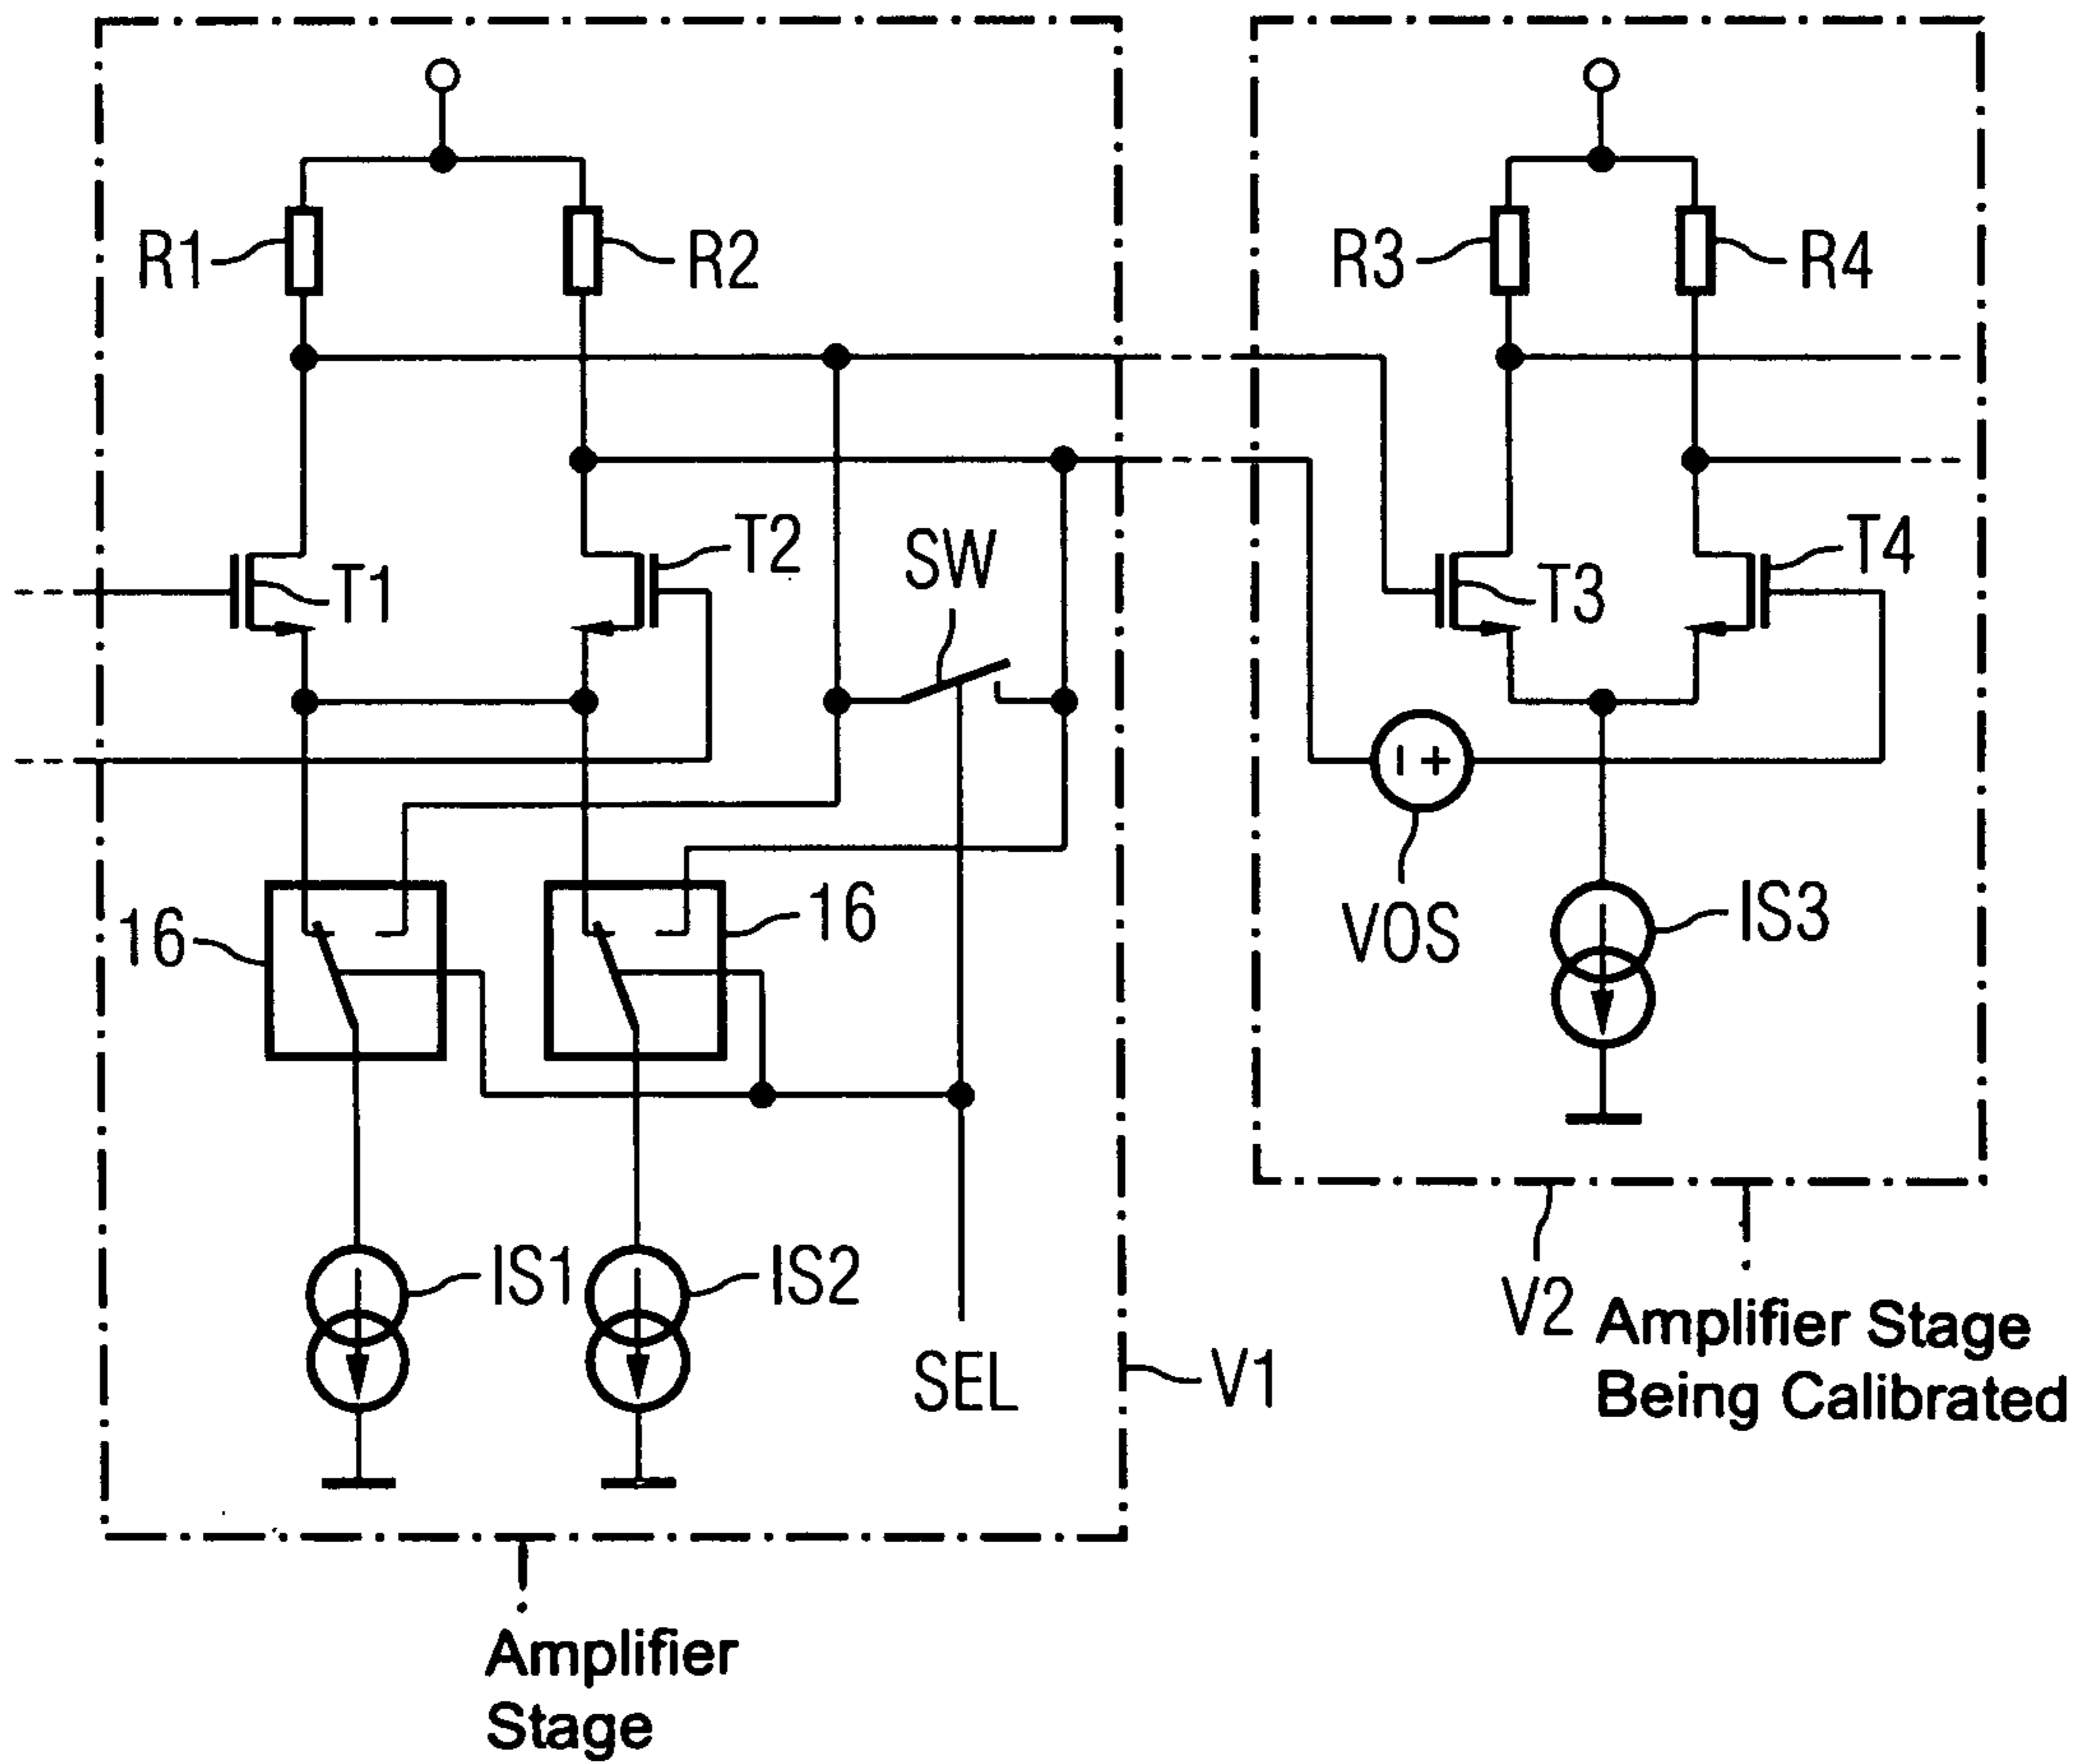 R1
R2
R3
R4
T1
T2
SW
T3
T4
16
16
VOS
IS3
IS1
IS2
SEL
V1
V2
Amplifier Stage
Being Calibrated
Amplifier
Stage